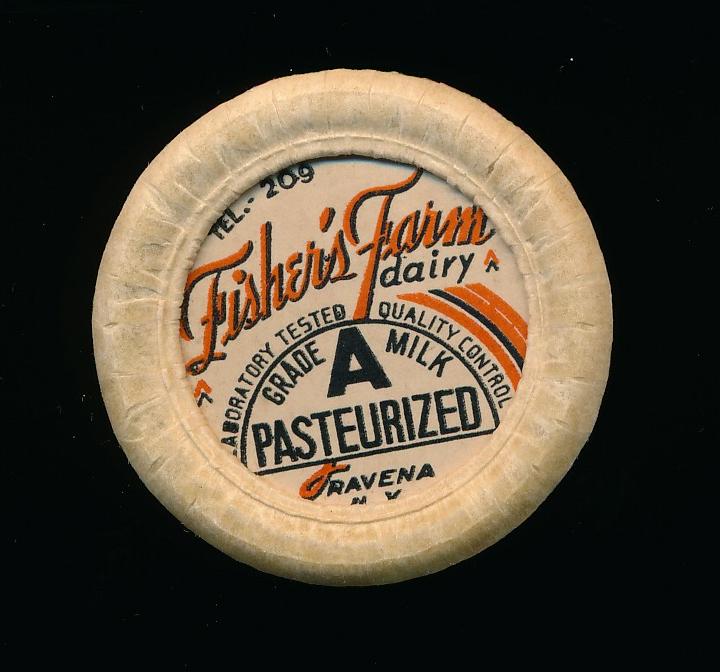 TEL.- 209
Fisher's Farm
dairy
LABORATORY TESTED QUALITY CONTROL
GRADE A MILK
PASTEURIZED
RAVENA
N.Y.